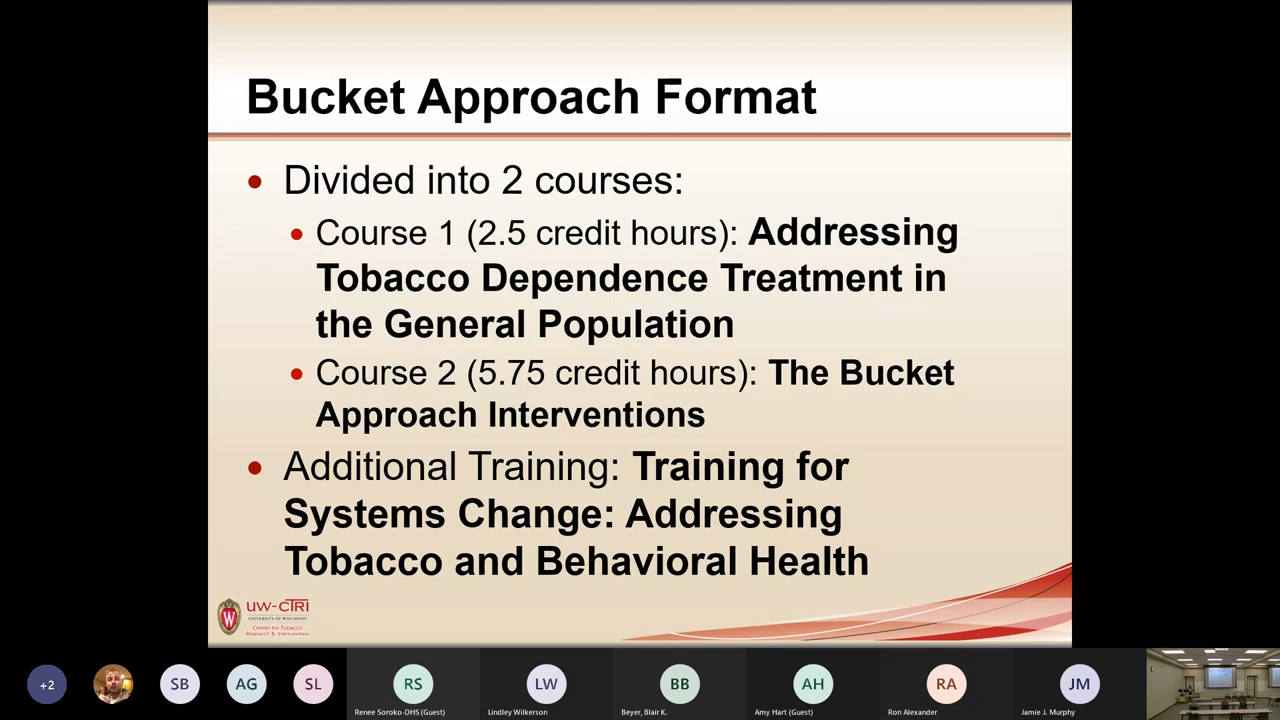 Bucket Approach Format
• Divided into 2 courses:
• Course 1 (2.5 credit hours): Addressing
Tobacco Dependence Treatment in
the General Population
• Course 2 (5.75 credit hours): The Bucket
Approach Interventions
• Additional Training: Training for
Systems Change: Addressing
Tobacco and Behavioral Health
W
UW-CTRI
UNIVERSITY OF WISCONSIN
Center for Tobacco
Research & Intervention
+2
SB
AG
SL
RS
LW
BB
AH
RA
JM
Renee Soroko-DHS (Guest)
Lindley Wilkerson
Beyer, Blair K.
Amy Hart (Guest)
Ron Alexander
Jamie J. Murphy